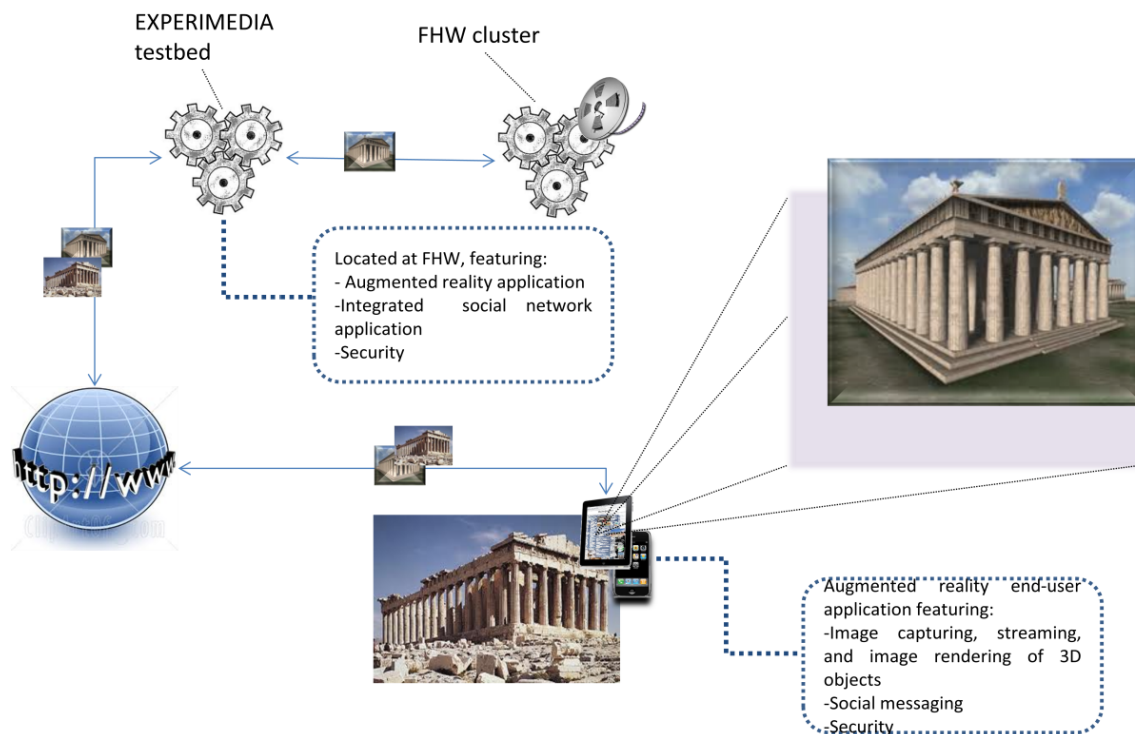 EXPERIMEDIA
testbed
FHW cluster
Located at FHW, featuring:
- Augmented reality application
-Integrated social network
application
-Security
http://www
Augmented reality end-user
application featuring:
-Image capturing, streaming,
and image rendering of 3D
objects
-Social messaging
-Security